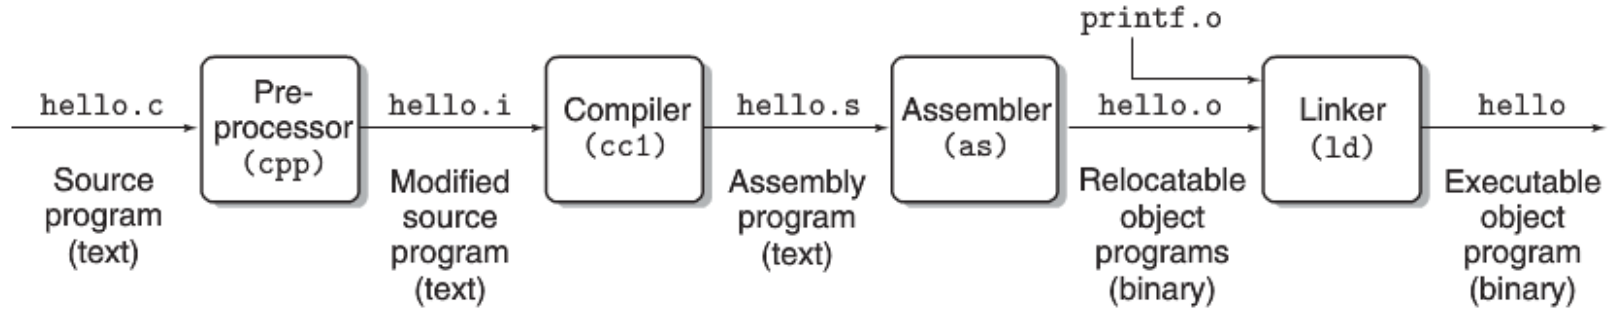 printf.o
hello.c
Pre-
processor
(cpp)
hello.i
Compiler
(cc1)
hello.s
Assembler
(as)
hello.o
Linker
(ld)
hello
Source
program
(text)
Modified
source
program
(text)
Assembly
program
(text)
Relocatable
object
programs
(binary)
Executable
object
program
(binary)